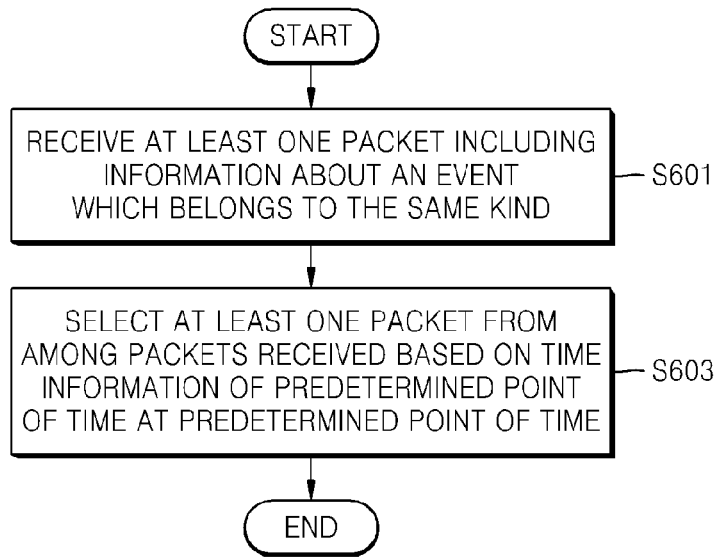 START
RECEIVE AT LEAST ONE PACKET INCLUDING
INFORMATION ABOUT AN EVENT
WHICH BELONGS TO THE SAME KIND
S601
SELECT AT LEAST ONE PACKET FROM
AMONG PACKETS RECEIVED BASED ON TIME
INFORMATION OF PREDETERMINED POINT
OF TIME AT PREDETERMINED POINT OF TIME
S603
END